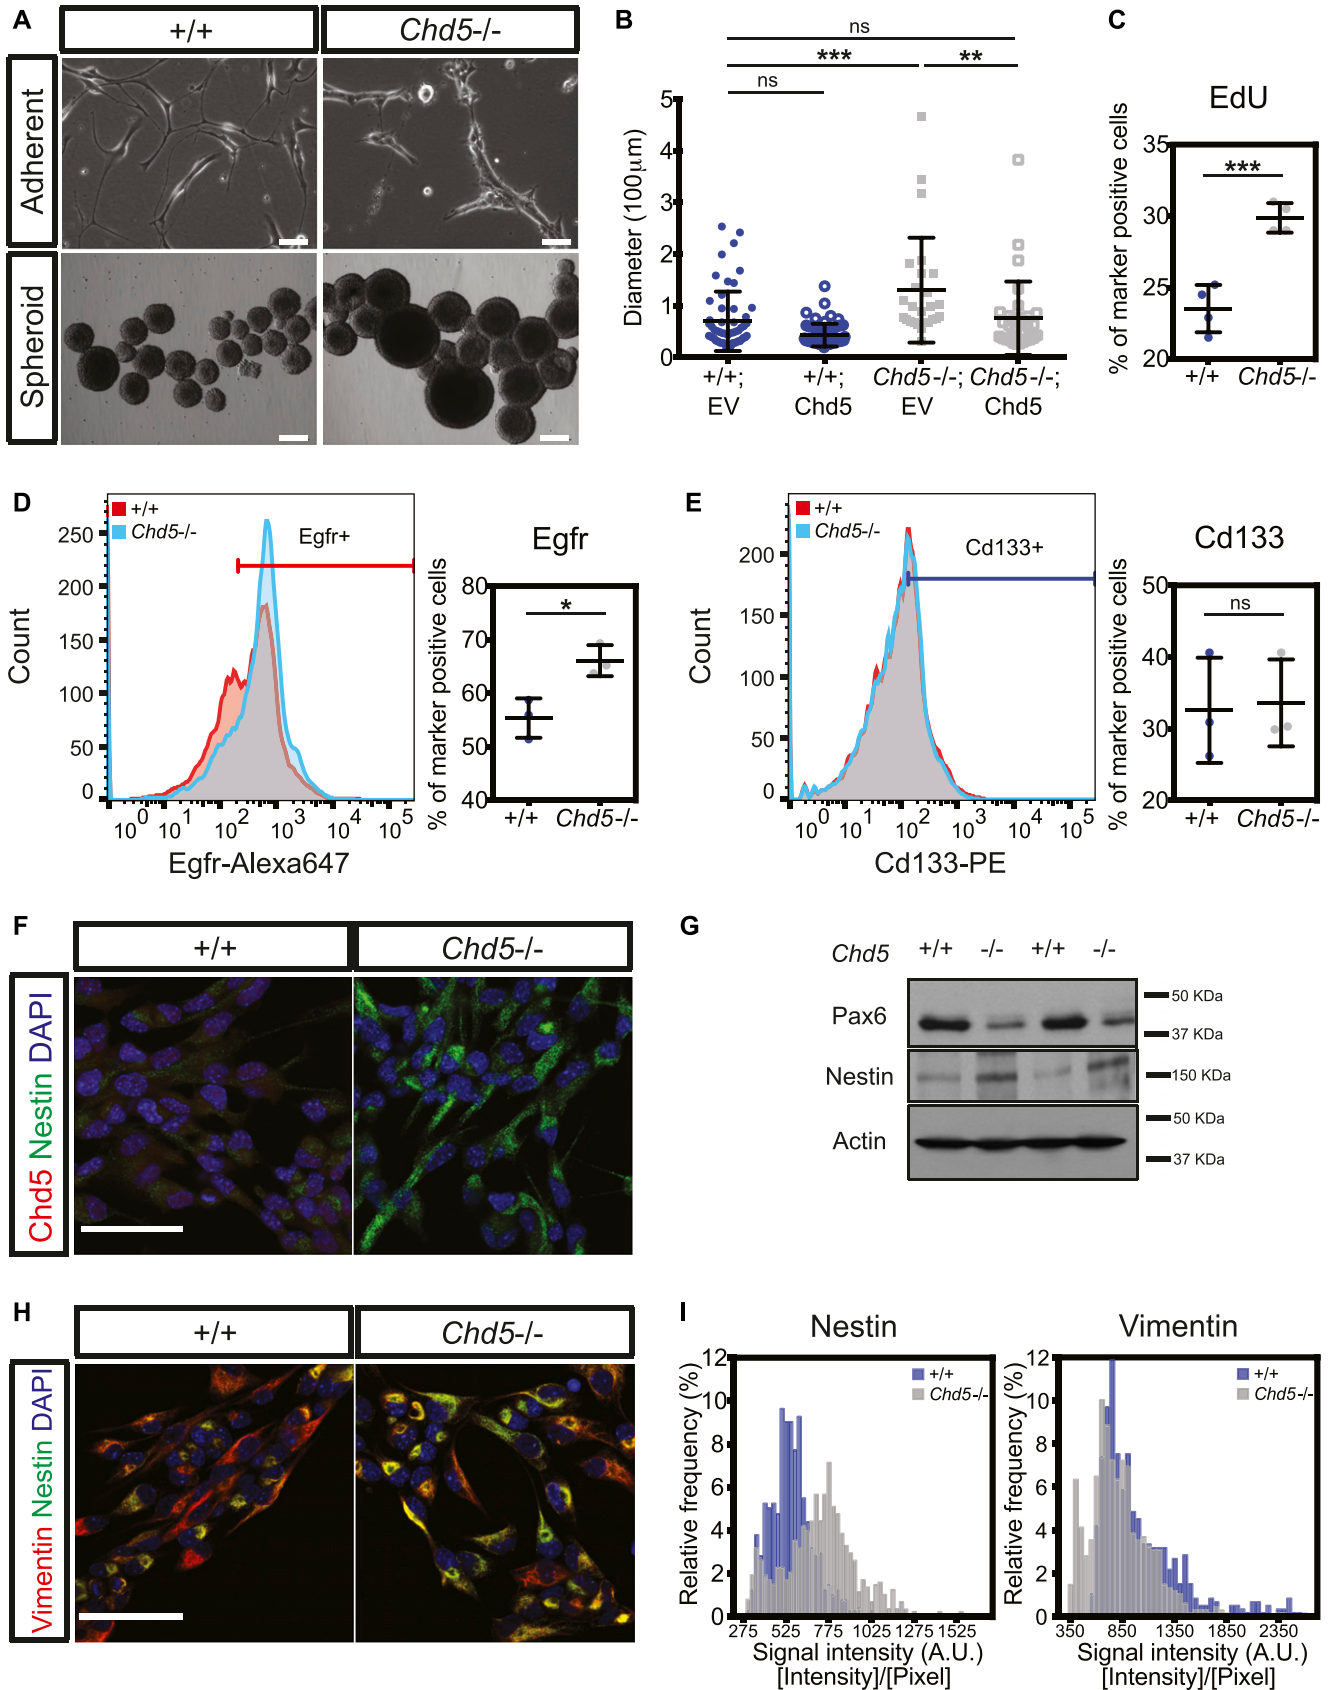 A
+/+
Chd5-/-
Adherent
Spheroid
B
ns
***
**
ns
Diameter (100µm)
5
4
3
2
1
0
+/+;
EV
+/+;
Chd5
Chd5-/-;
EV
Chd5-/-;
Chd5
C
EdU
% of marker positive cells
35
30
25
20
***
+/+
Chd5-/-
D
+/+
Chd5-/-
Egfr+
Count
250
200
150
100
50
0
10^0
10^1
10^2
10^3
10^4
10^5
Egfr-Alexa647
Egfr
% of marker positive cells
80
70
60
50
40
*
+/+
Chd5-/-
E
+/+
Chd5-/-
Cd133+
Count
200
150
100
50
0
10^0
10^1
10^2
10^3
10^4
10^5
Cd133-PE
Cd133
% of marker positive cells
50
40
30
20
ns
+/+
Chd5-/-
F
+/+
Chd5-/-
Chd5 Nestin DAPI
G
Chd5 +/+ -/- +/+ -/-
Pax6
50 KDa
37 KDa
Nestin
150 KDa
Actin
50 KDa
37 KDa
H
+/+
Chd5-/-
Vimentin Nestin DAPI
I
Nestin
Relative frequency (%)
12
10
8
6
4
2
0
+/+
Chd5-/-
275 525 775 1025 1275 1525
Signal intensity (A.U.)
[Intensity]/[Pixel]
Vimentin
Relative frequency (%)
12
10
8
6
4
2
0
+/+
Chd5-/-
350 850 1350 1850 2350
Signal intensity (A.U.)
[Intensity]/[Pixel]